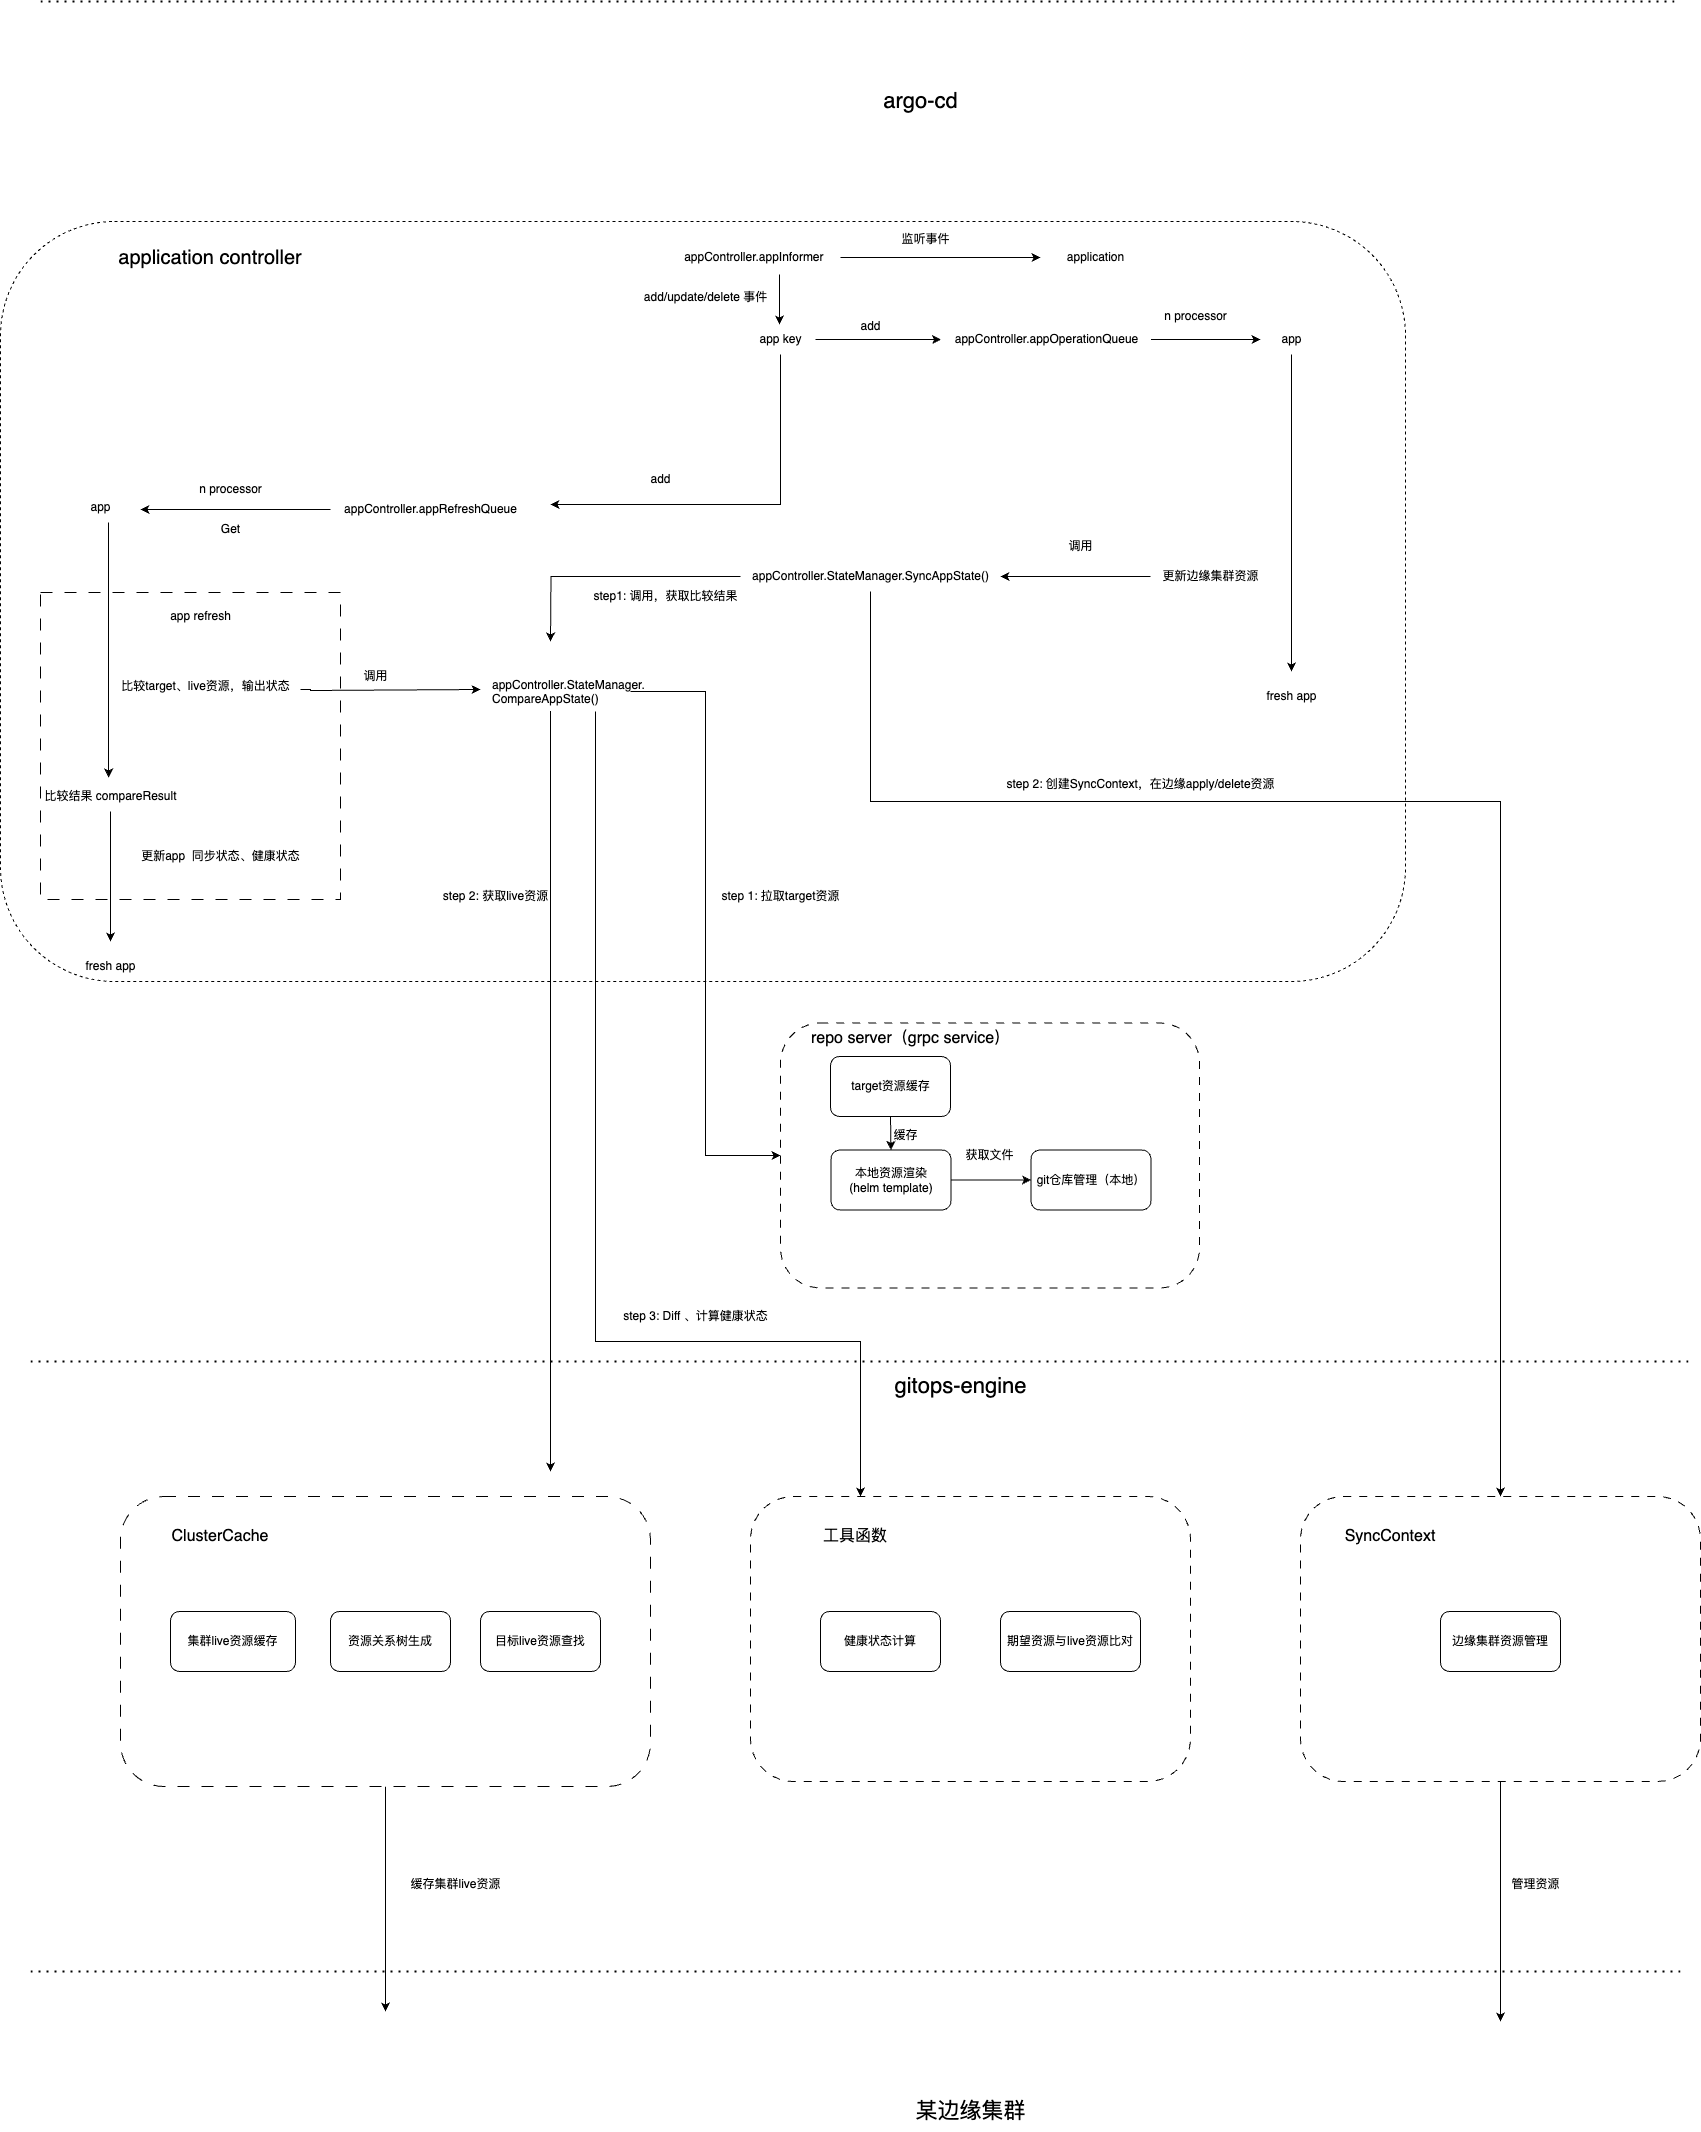 argo-cd
application controller
监听事件
appController.appInformer
application
add/update/delete 事件
app key
add
appController.appOperationQueue
n processor
app
add
n processor
app
appController.appRefreshQueue
Get
调用
appController.StateManager.SyncAppState()
更新边缘集群资源
step1: 调用，获取比较结果
app refresh
比较target、live资源，输出状态
调用
appController.StateManager.
CompareAppState()
fresh app
step 2: 创建SyncContext，在边缘apply/delete资源
比较结果 compareResult
更新app 同步状态、健康状态
step 2: 获取live资源
step 1: 拉取target资源
fresh app
repo server（grpc service）
target资源缓存
缓存
获取文件
本地资源渲染
(helm template)
git仓库管理（本地）
step 3: Diff 、计算健康状态
gitops-engine
ClusterCache
工具函数
SyncContext
集群live资源缓存
资源关系树生成
目标live资源查找
健康状态计算
期望资源与live资源比对
边缘集群资源管理
缓存集群live资源
管理资源
某边缘集群